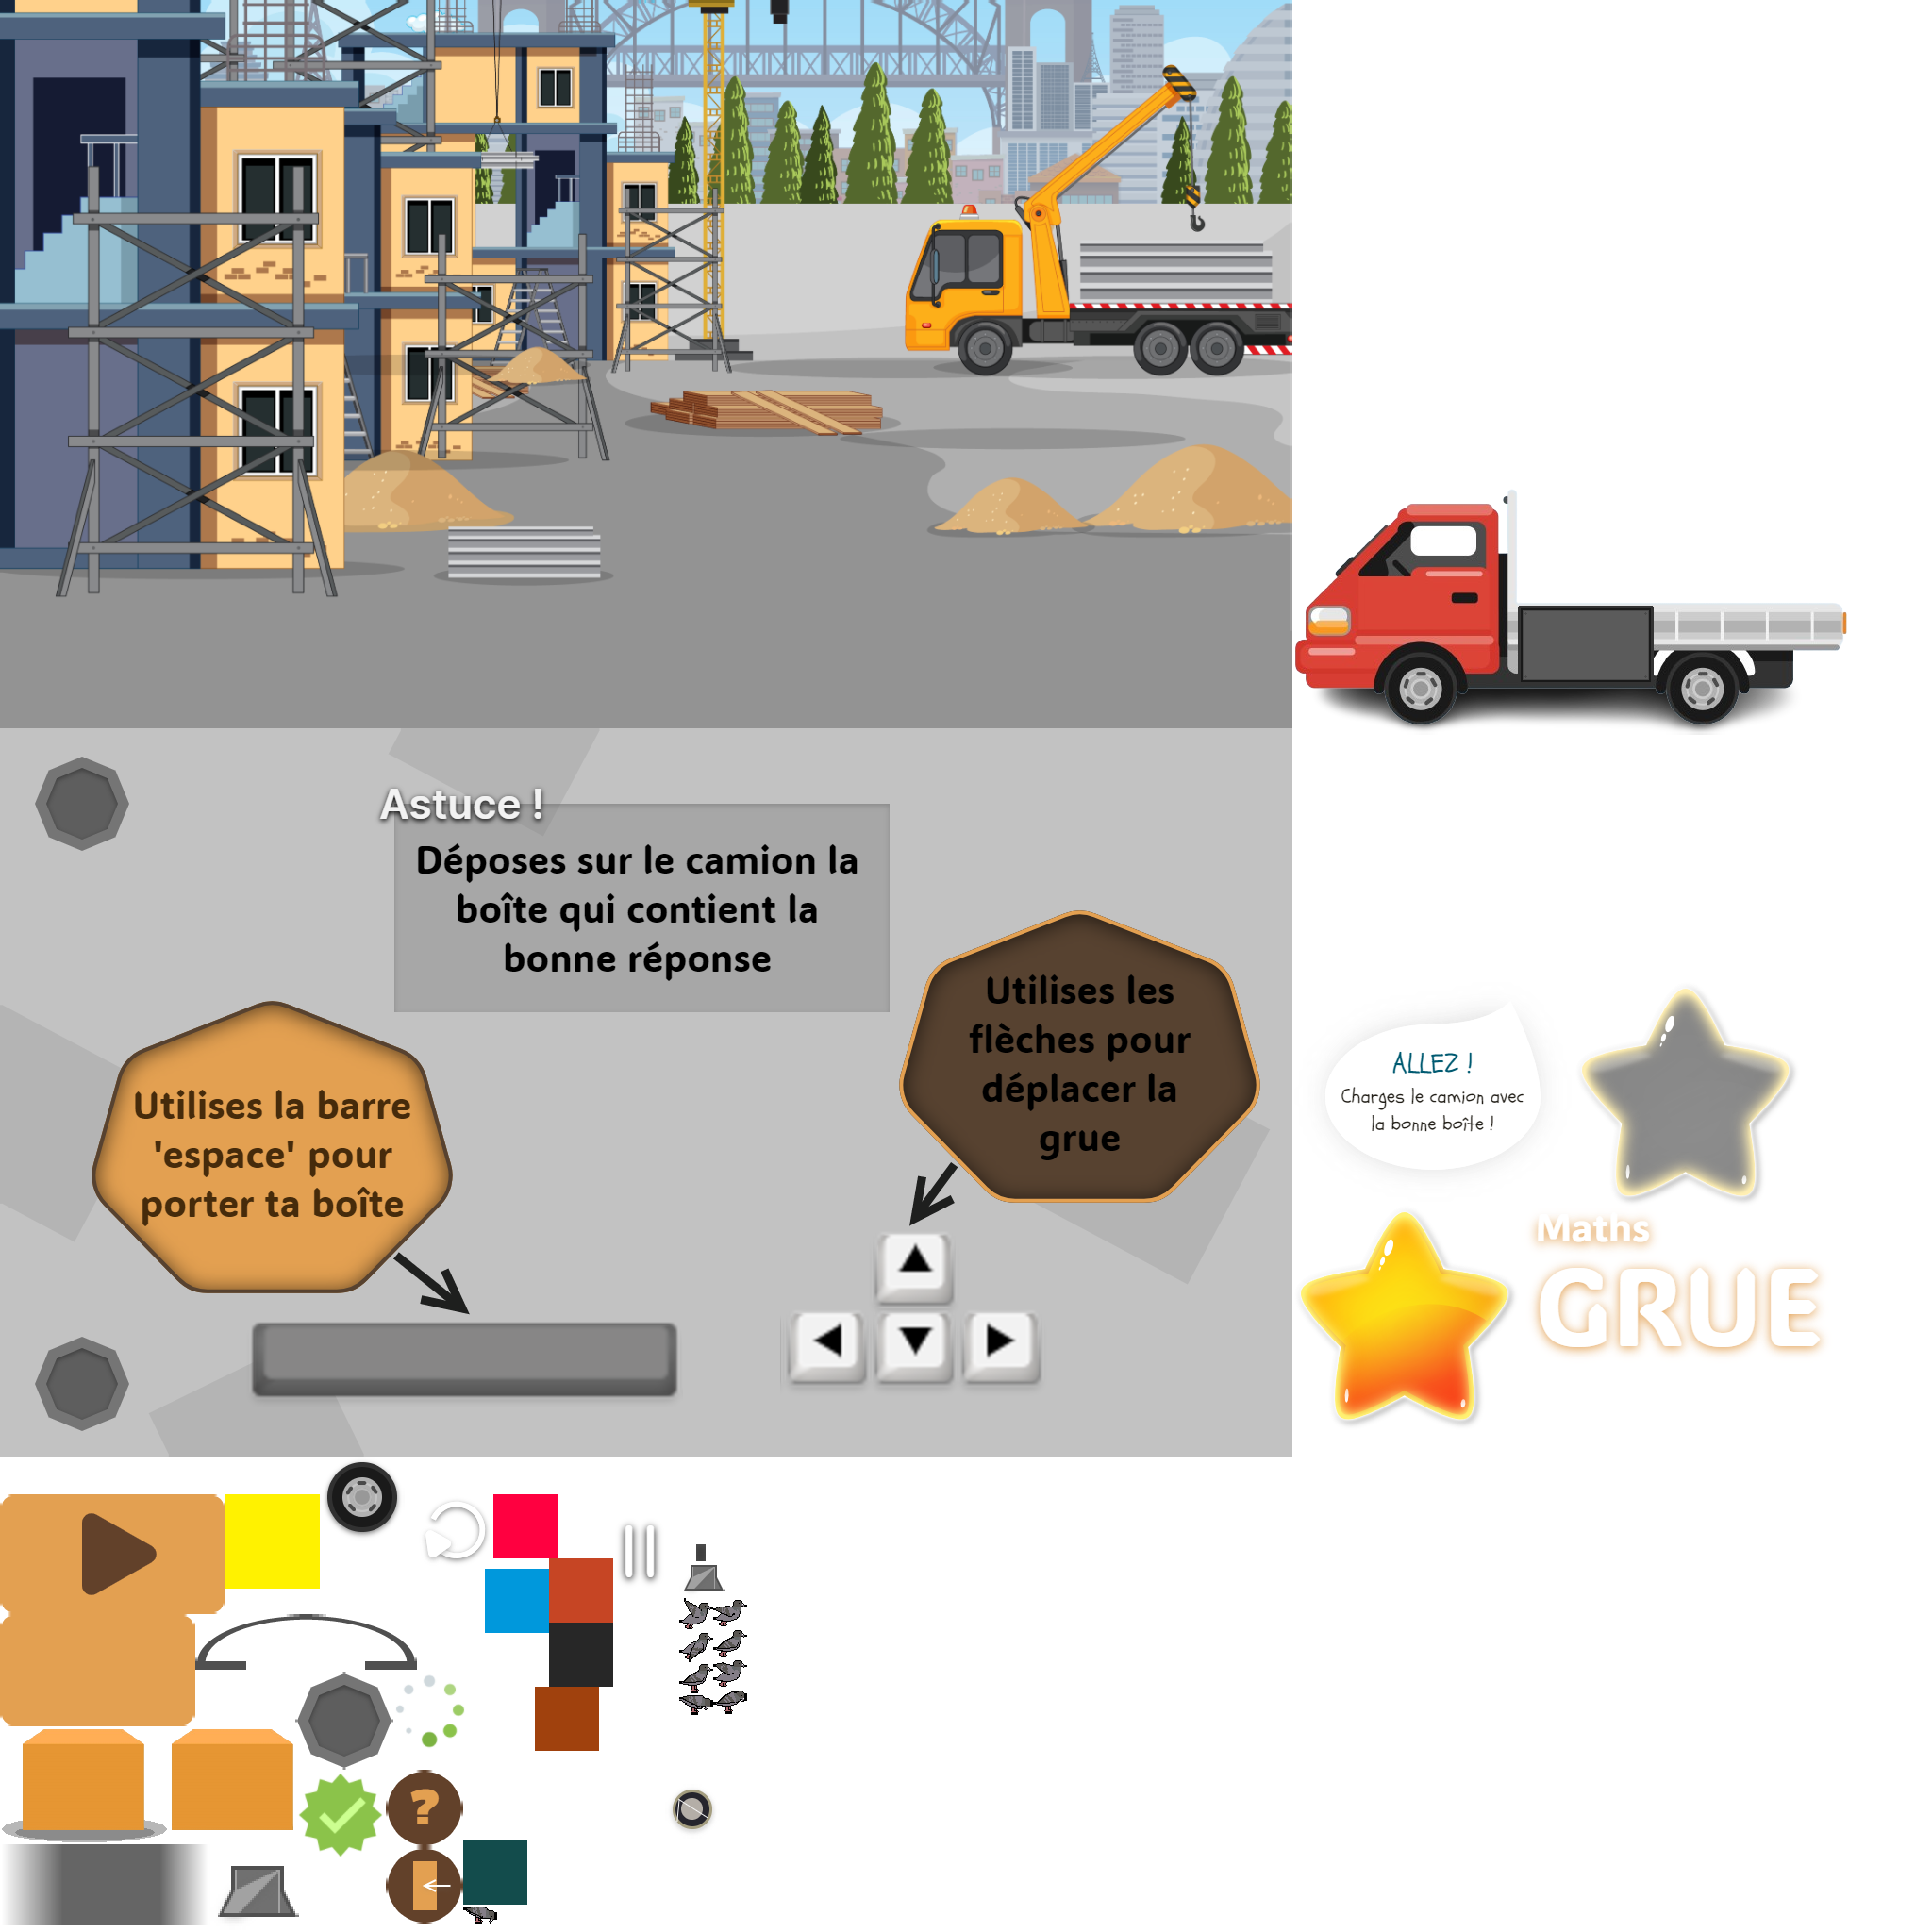 Astuce !
Déposes sur le camion la
boîte qui contient la
bonne réponse
Utilises les
flèches pour
déplacer la
grue
Utilises la barre
'espace' pour
porter ta boîte
ALLEZ !
Charges le camion avec
la bonne boîte !
Maths
GRUE
?